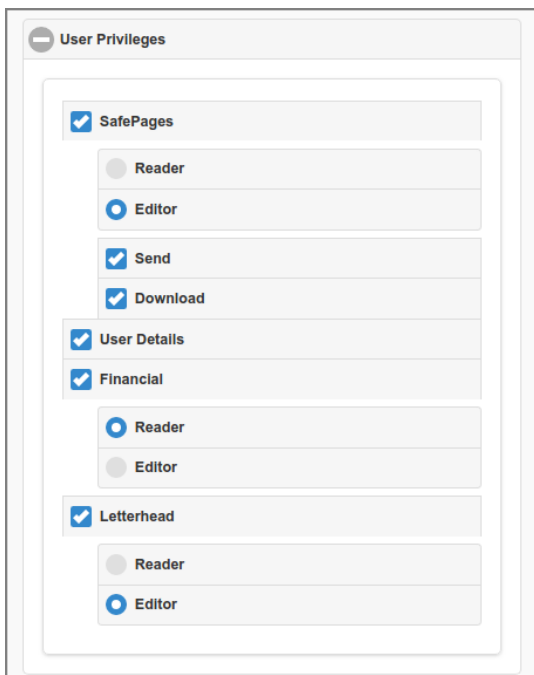 User Privileges
SafePages
Reader
Editor
Send
Download
User Details
Financial
Reader
Editor
Letterhead
Reader
Editor